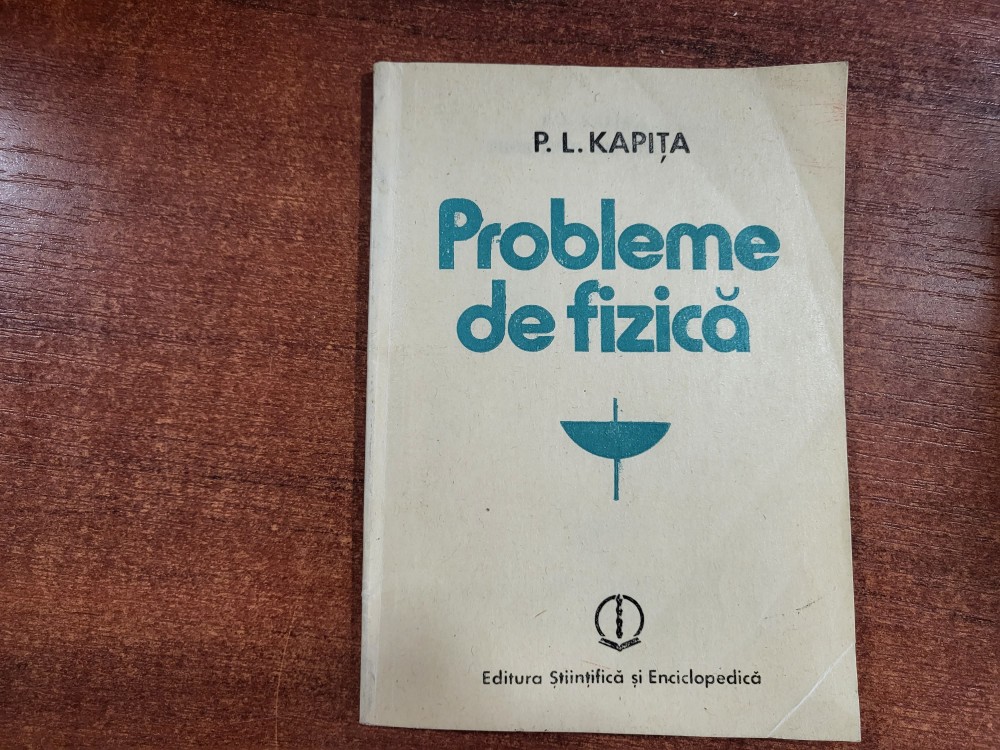 P. L. KAPIȚA
Probleme
de fizică
Editura Științifică și Enciclopedică